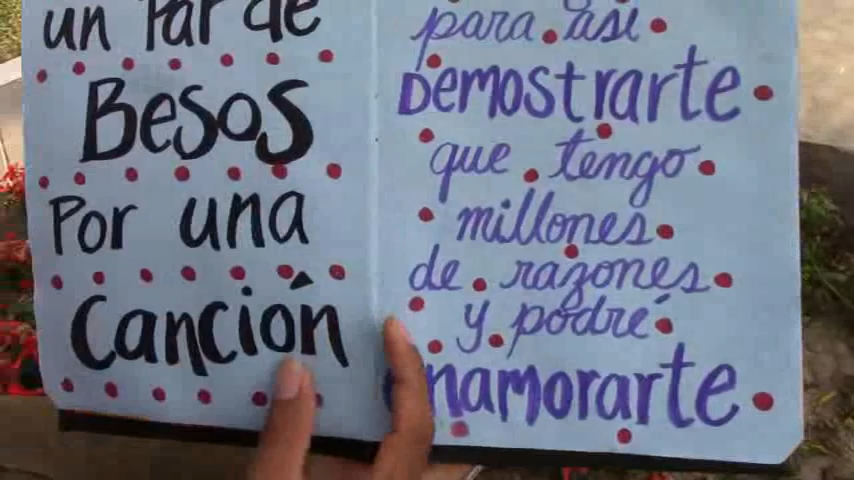 un Par de
Besos
Por una
Canción
para así
Demostrarte
que tengo
millones
de razones
y podré
enamorarte